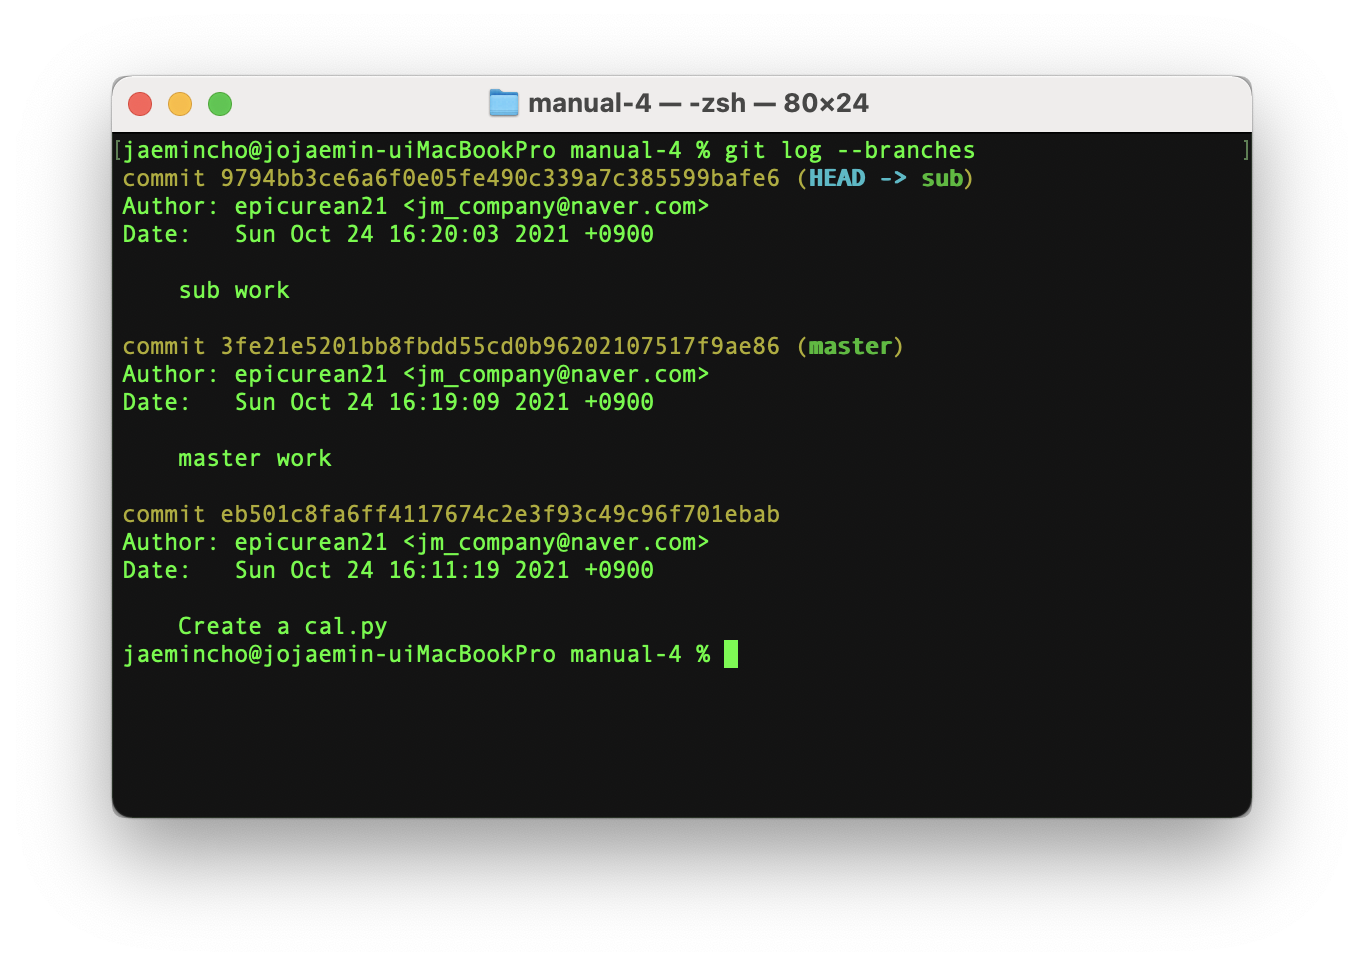 manual-4 — -zsh — 80×24
[jaemincho@jojaemin-uiMacBookPro manual-4 % git log --branches ]
commit 9794bb3ce6a6f0e05fe490c339a7c385599bafe6 (HEAD -> sub)
Author: epicurean21 <jm_company@naver.com>
Date:   Sun Oct 24 16:20:03 2021 +0900
    sub work
commit 3fe21e5201bb8fbdd55cd0b96202107517f9ae86 (master)
Author: epicurean21 <jm_company@naver.com>
Date:   Sun Oct 24 16:19:09 2021 +0900
    master work
commit eb501c8fa6ff4117674c2e3f93c49c96f701ebab
Author: epicurean21 <jm_company@naver.com>
Date:   Sun Oct 24 16:11:19 2021 +0900
    Create a cal.py
jaemincho@jojaemin-uiMacBookPro manual-4 %